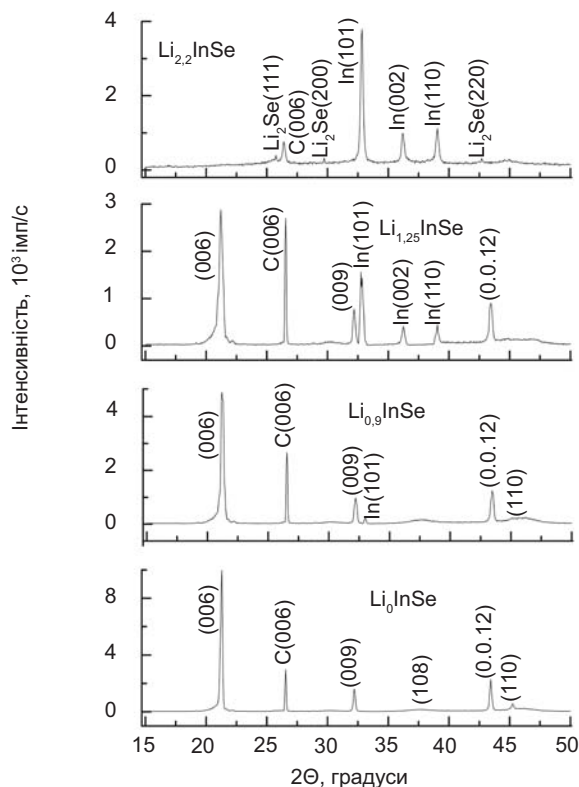 Інтенсивність, 10³ імп/с
Li₂,₂InSe
4
2
0
Li₂Se(111)
C(006)
Li₂Se(200)
In(101)
In(002)
In(110)
Li₂Se(220)
Li₁,₂₅InSe
3
2
1
0
(006)
C(006)
(009)
In(101)
In(002)
In(110)
(0.0.12)
Li₀,₉InSe
4
2
0
(006)
C(006)
(009)
In(101)
(0.0.12)
(110)
Li₀InSe
8
4
0
(006)
C(006)
(009)
(108)
(0.0.12)
(110)
15 20 25 30 35 40 45 50
2Θ, градуси